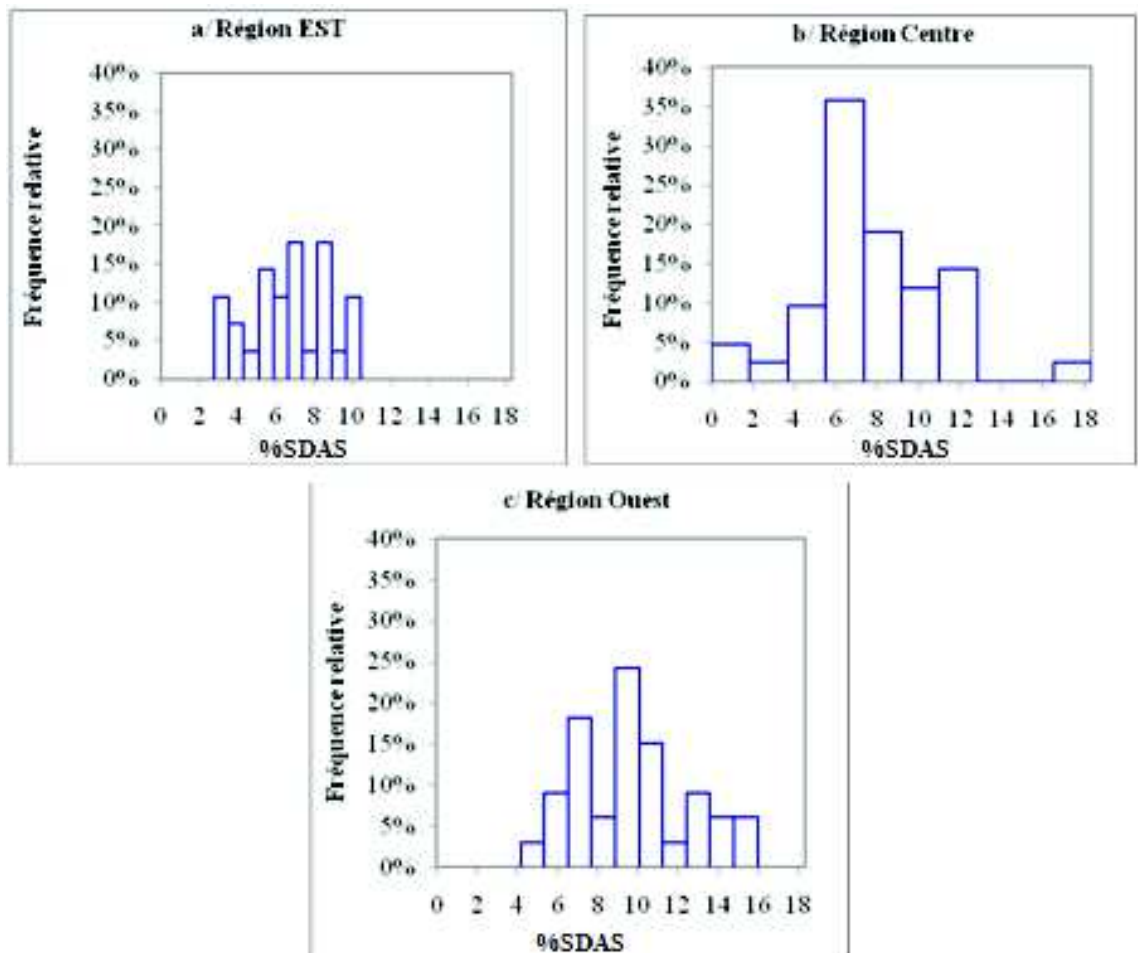 a/ Région EST
40%
35%
30%
25%
20%
15%
10%
5%
0%
Fréquence relative
0 2 4 6 8 10 12 14 16 18
%SDAS
b/ Région Centre
40%
35%
30%
25%
20%
15%
10%
5%
0%
Fréquence relative
0 2 4 6 8 10 12 14 16 18
%SDAS
c/ Région Ouest
40%
35%
30%
25%
20%
15%
10%
5%
0%
Fréquence relative
0 2 4 6 8 10 12 14 16 18
%SDAS